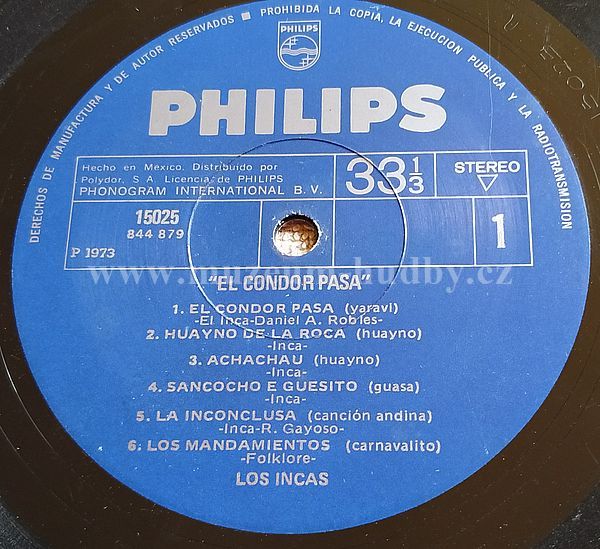 DERECHOS DE MANUFACTURA Y DE AUTOR RESERVADOS • PROHIBIDA LA COPIA, LA EJECUCION PUBLICA Y LA RADIOTRANSMISION
PHILIPS
PHILIPS
Hecho en Mexico. Distribuido por
Polydor, S. A. Licencia de PHILIPS
PHONOGRAM INTERNATIONAL B. V.
33 1/3
STEREO
15025
844 879
P 1973
1
www.muzeum-hudby.cz
"EL CONDOR PASA"
1. EL CONDOR PASA (yaravi)
-El Inca-Daniel A. Robles-
2. HUAYNO DE LA ROCA (huayno)
-Inca-
3. ACHACHAU (huayno)
-Inca-
4. SANCOCHO E GUESITO (guasa)
-Inca-
5. LA INCONCLUSA (canción andina)
-Inca-R. Gayoso-
6. LOS MANDAMIENTOS (carnavalito)
-Folklore-
LOS INCAS